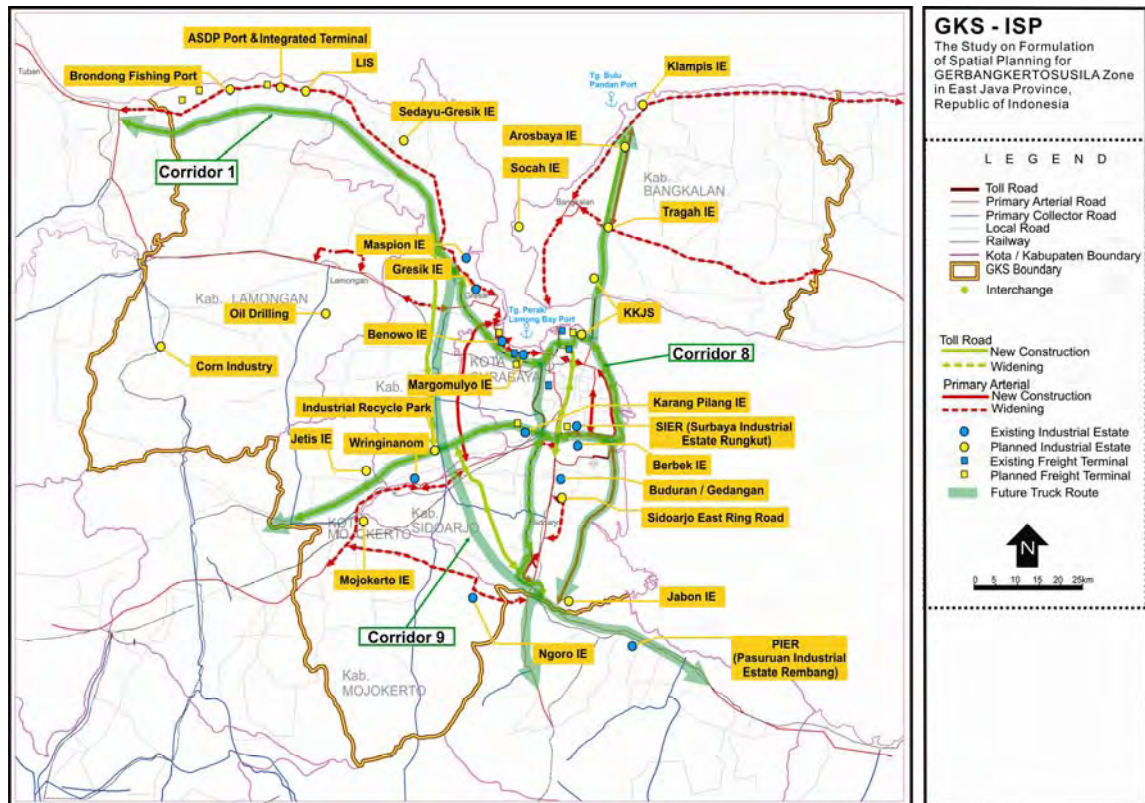 ASDP Port & Integrated Terminal
Tuban
Brondong Fishing Port
LIS
Tg. Bulu
Pandan Port
Klampis IE
Sedayu-Gresik IE
Arosbaya IE
Corridor 1
Socah IE
Kab.
BANGKALAN
Bangkalan
Tragah IE
Maspion IE
Gresik IE
Lamongan
Gresik
Kab. LAMONGAN
Oil Drilling
Tg. Perak/
Lamong Bay Port
KKJS
Benowo IE
Corridor 8
Corn Industry
KOTA
SURABAYA
Kab.
Margomulyo IE
Industrial Recycle Park
Karang Pilang IE
Jetis IE
Wringinanom
SIER (Surbaya Industrial
Estate Rungkut)
Berbek IE
Buduran / Gedangan
KOTA
MOJOKERTO
Kab.
SIDOARJO
Sidoarjo
Sidoarjo East Ring Road
Mojokerto IE
Jabon IE
Corridor 9
Ngoro IE
PIER
(Pasuruan Industrial
Estate Rembang)
Kab.
MOJOKERTO
GKS - ISP
The Study on Formulation
of Spatial Planning for
GERBANGKERTOSUSILA Zone
in East Java Province,
Republic of Indonesia
LEGEND
Toll Road
Primary Arterial Road
Primary Collector Road
Local Road
Railway
Kota / Kabupaten Boundary
GKS Boundary
Interchange
Toll Road
New Construction
Widening
Primary Arterial
New Construction
Widening
Existing Industrial Estate
Planned Industrial Estate
Existing Freight Terminal
Planned Freight Terminal
Future Truck Route
N
0 5 10 15 20 25km